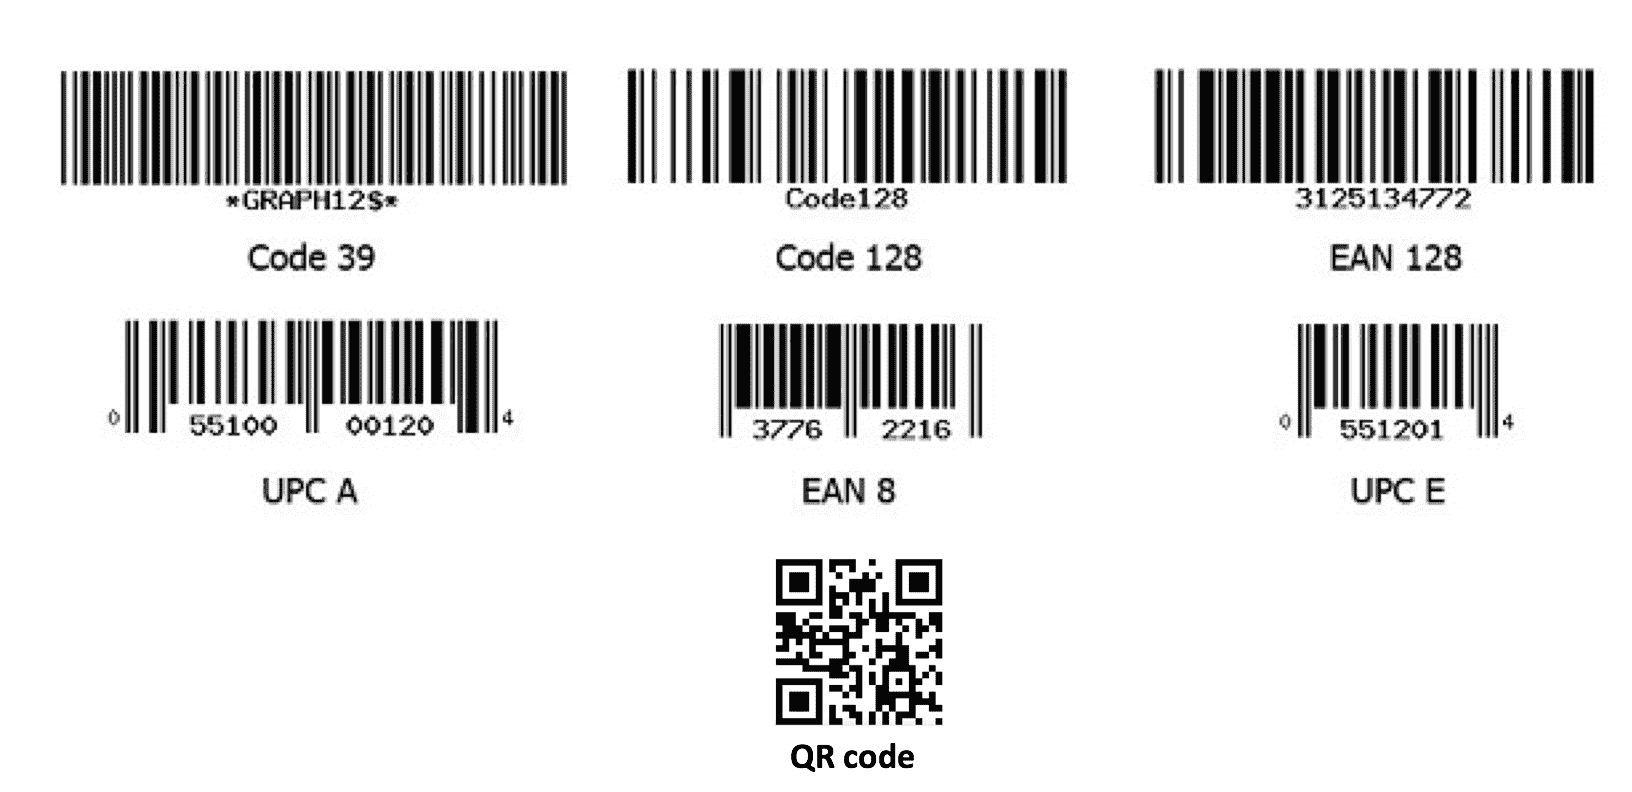 *GRAPH12$* Code128 3125134772
Code 39 Code 128 EAN 128
0 55100 00120 4 3776 2216 0 551201 4
UPC A EAN 8 UPC E
QR code